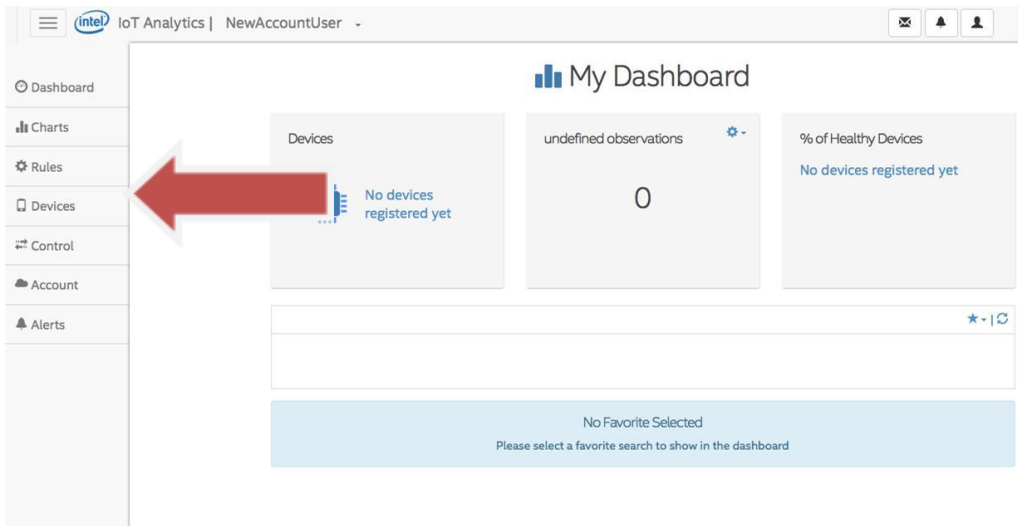 intel IoT Analytics | NewAccountUser
Dashboard
Charts
Rules
Devices
Control
Account
Alerts
My Dashboard
Devices
No devices
registered yet
undefined observations
0
% of Healthy Devices
No devices registered yet
|
No Favorite Selected
Please select a favorite search to show in the dashboard